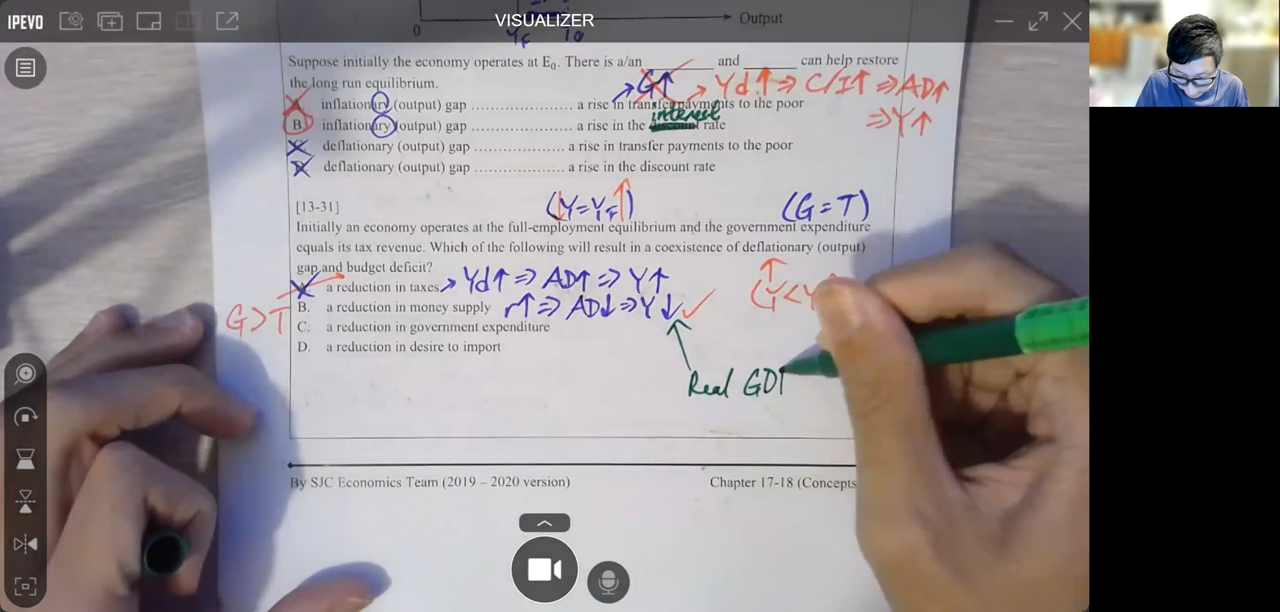 IPEVO VISUALIZER
Output
0 YF Yo
Suppose initially the economy operates at E0. There is a/an ________ and ________ can help restore
the long run equilibrium.
→ G↑ → Yd↑ ⇒ C/I↑ ⇒ AD↑
⇒ Y↑
A. inflationary (output) gap ................... a rise in transfer payments to the poor
interest
B. inflationary (output) gap ................... a rise in the discount rate
deflationary (output) gap ................... a rise in transfer payments to the poor
D. deflationary (output) gap ................... a rise in the discount rate
[13-31] (Y=YF↑) (G=T)
Initially an economy operates at the full-employment equilibrium and the government expenditure
equals its tax revenue. Which of the following will result in a coexistence of deflationary (output)
gap and budget deficit?
a reduction in taxes → Yd↑ ⇒ AD↑ ⇒ Y↑
(Y<
B. a reduction in money supply r↑ ⇒ AD↓ ⇒ Y↓ ✓
G>T
C. a reduction in government expenditure
D. a reduction in desire to import
Real GDP
By SJC Economics Team (2019 – 2020 version) Chapter 17-18 (Concepts